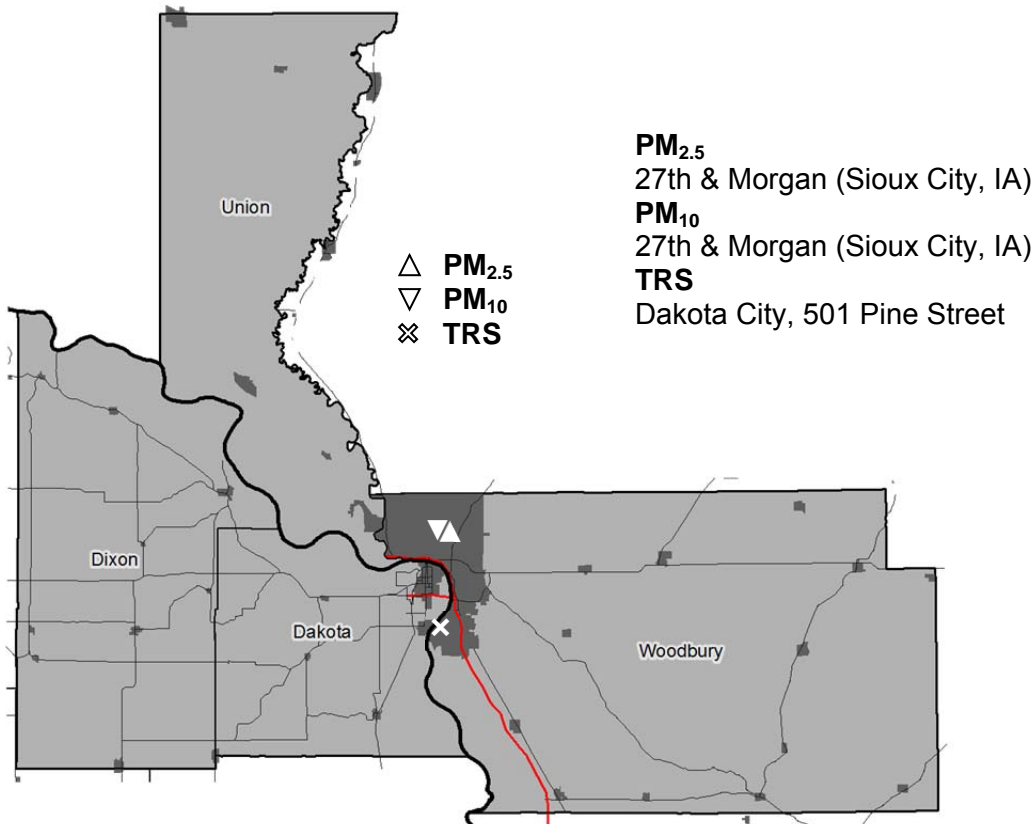 Union
PM2.5
PM10
TRS
PM2.5
27th & Morgan (Sioux City, IA)
PM10
27th & Morgan (Sioux City, IA)
TRS
Dakota City, 501 Pine Street
Dixon
Dakota
Woodbury